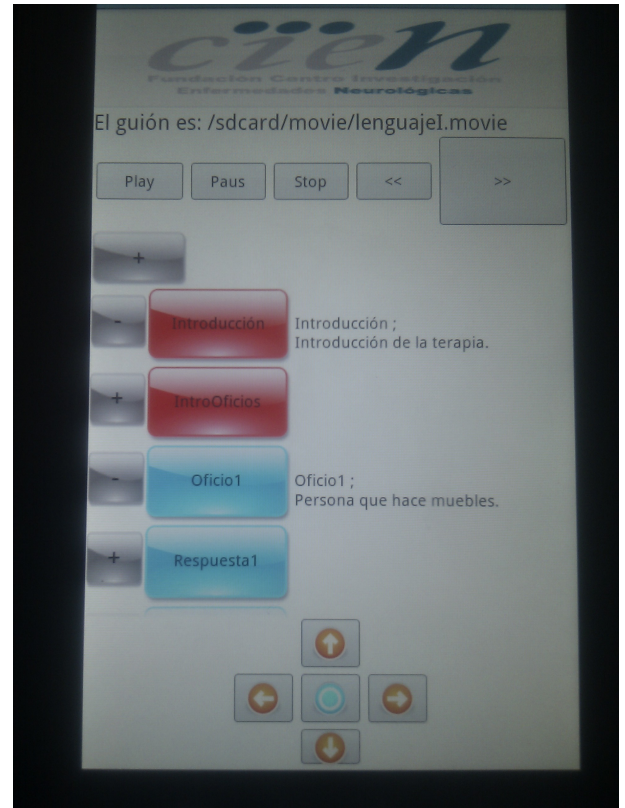 cien
Fundación Centro Investigación
Enfermedades Neurológicas
El guión es: /sdcard/movie/lenguajeI.movie
Play Paus Stop << >>
+
- Introducción
Introducción ;
Introducción de la terapia.
+ IntroOficios
- Oficio1
Oficio1 ;
Persona que hace muebles.
+ Respuesta1